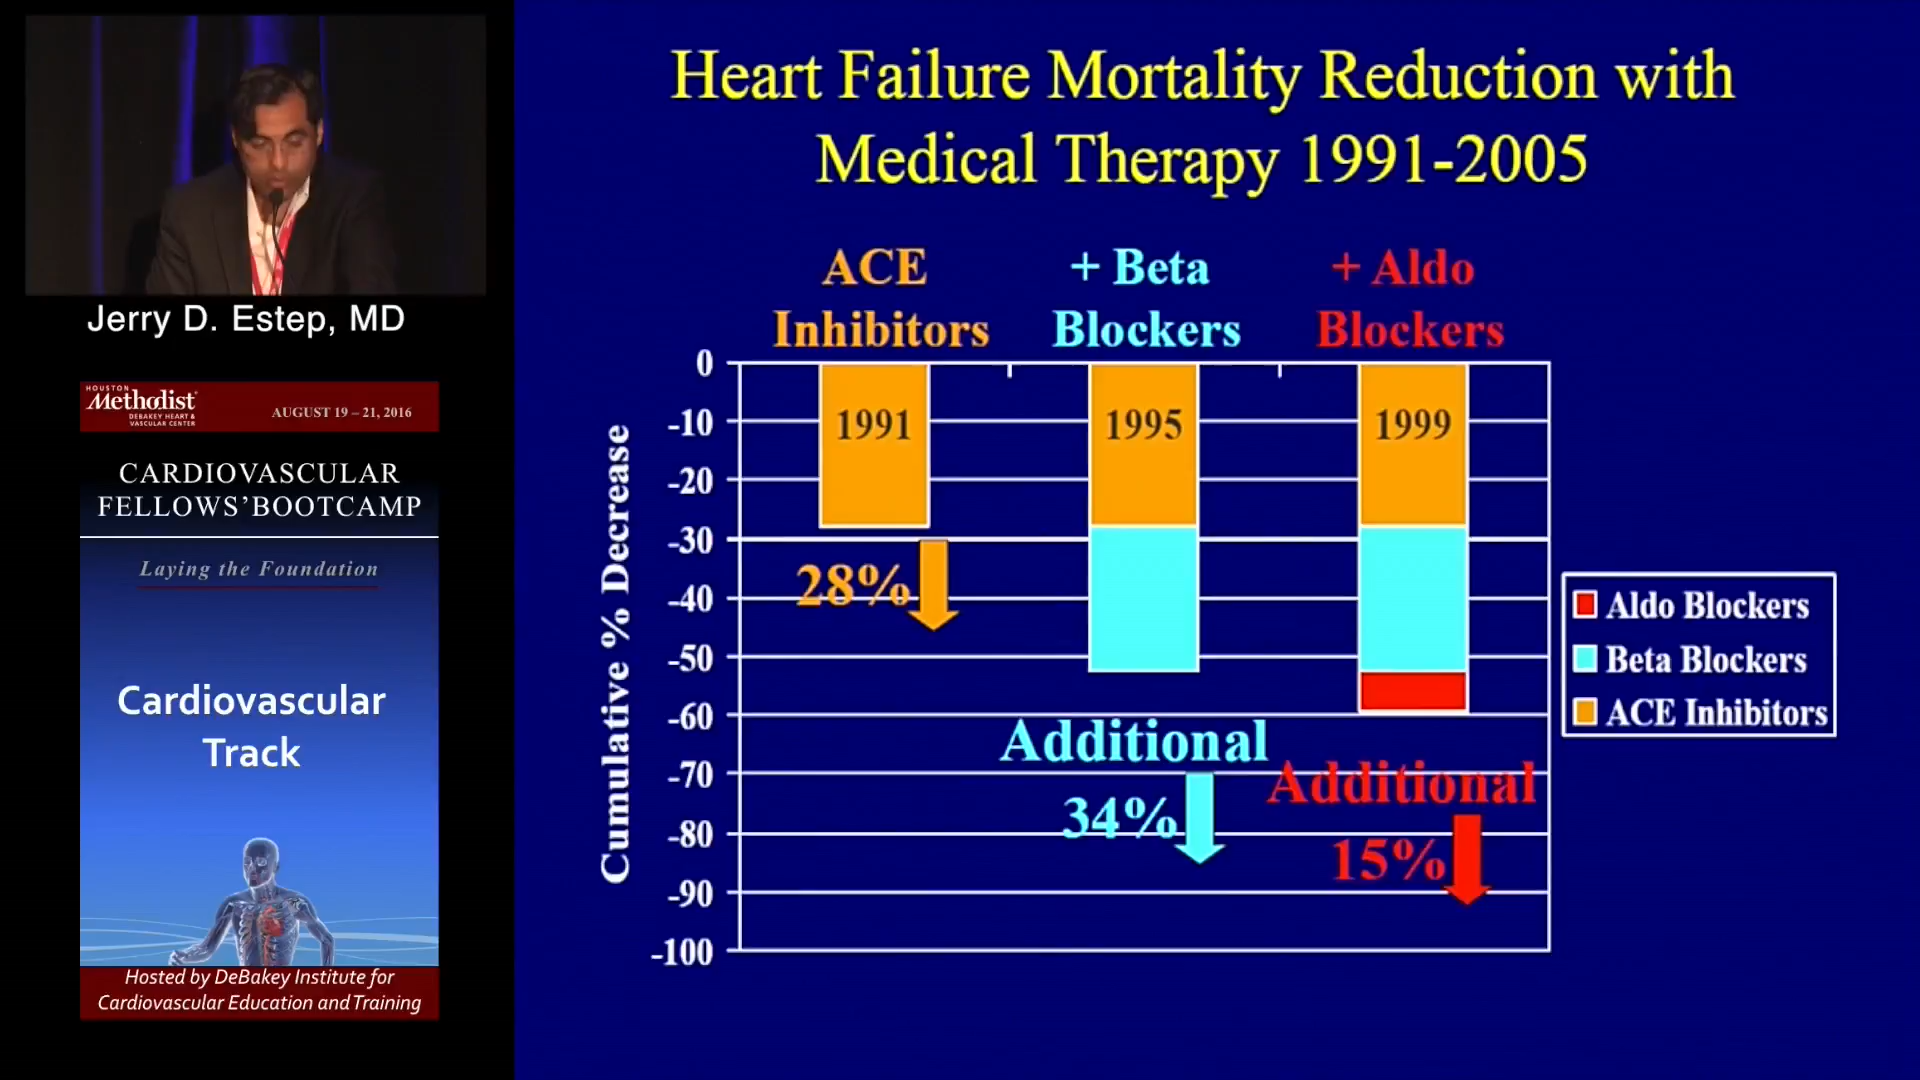 Jerry D. Estep, MD
HOUSTON
Methodist
DEBAKEY HEART &
VASCULAR CENTER
AUGUST 19 – 21, 2016
CARDIOVASCULAR
FELLOWS'BOOTCAMP
Laying the Foundation
Cardiovascular
Track
Hosted by DeBakey Institute for
Cardiovascular Education and Training
Heart Failure Mortality Reduction with
Medical Therapy 1991-2005
ACE
Inhibitors
+ Beta
Blockers
+ Aldo
Blockers
Cumulative % Decrease
0
-10
-20
-30
-40
-50
-60
-70
-80
-90
-100
1991
1995
1999
28%
Additional
34%
Additional
15%
Aldo Blockers
Beta Blockers
ACE Inhibitors